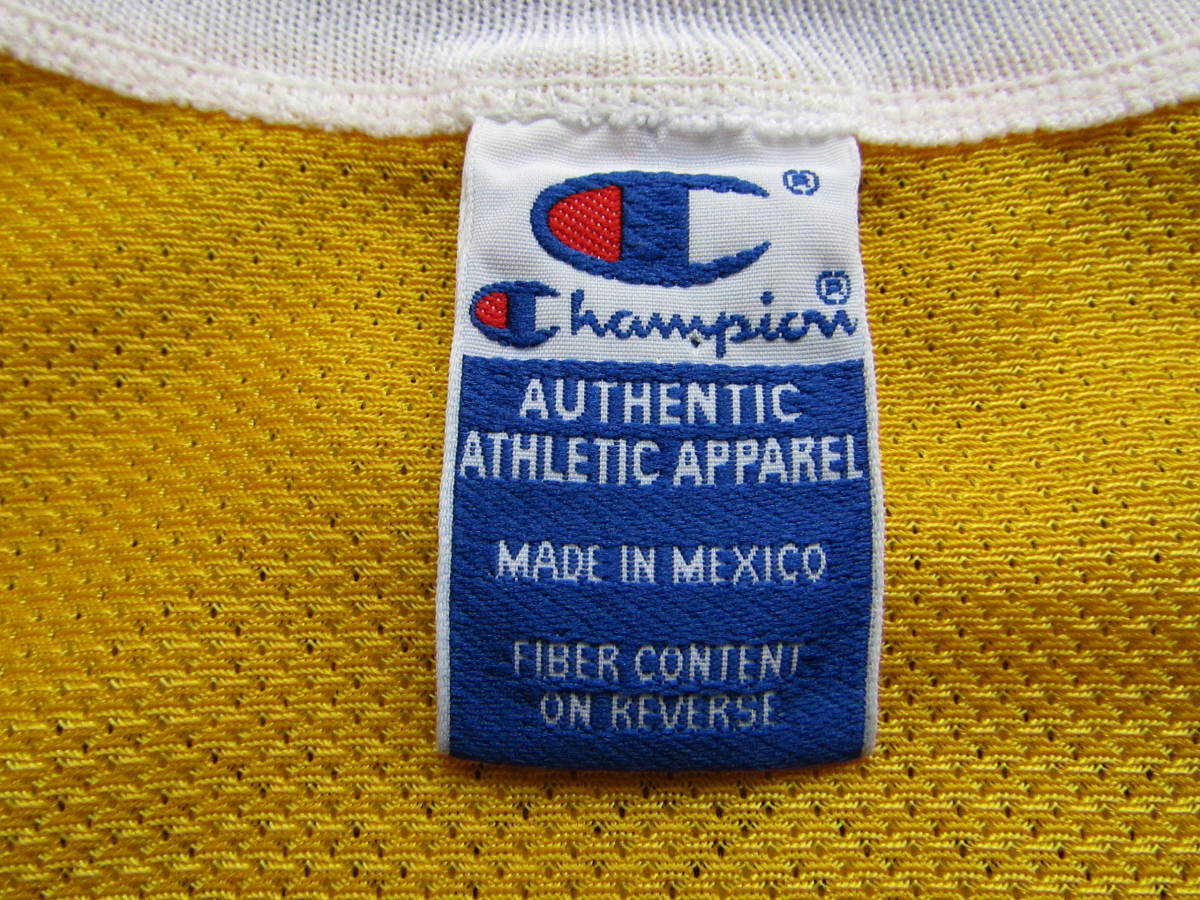 ®
Champion®
AUTHENTIC
ATHLETIC APPAREL
MADE IN MEXICO
FIBER CONTENT
ON REVERSE